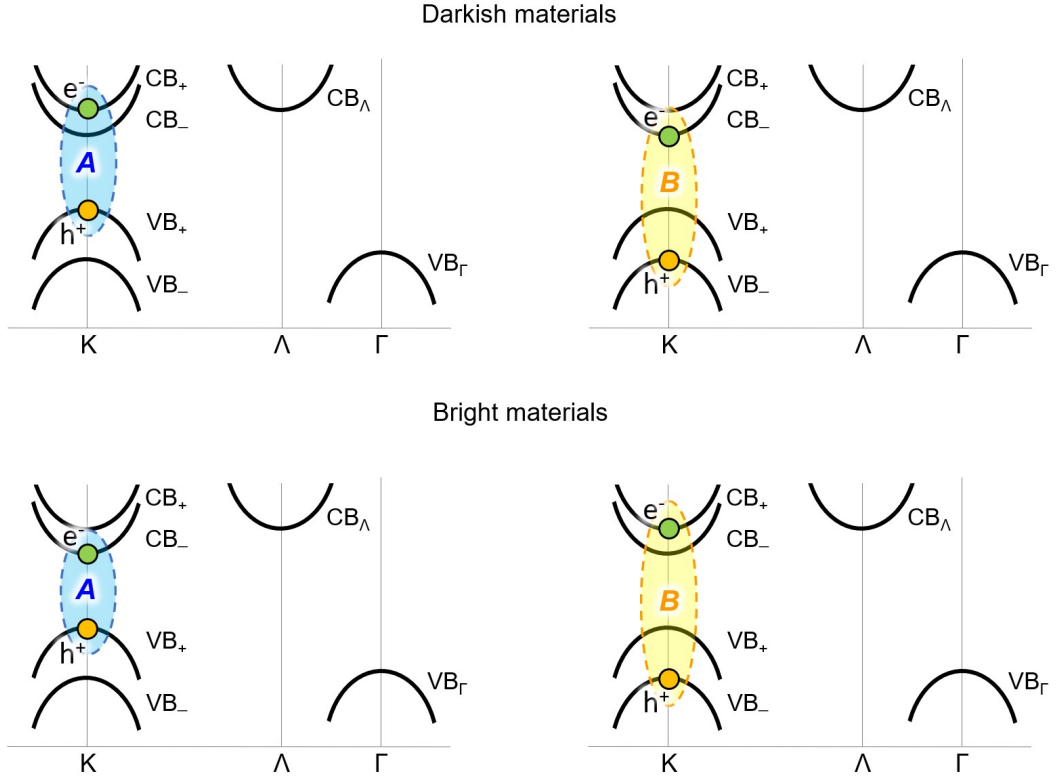 Darkish materials
e⁻
CB₊
CB₋
A
h⁺
VB₊
VB₋
CB_Λ
VB_Γ
K
Λ
Γ
e⁻
CB₊
CB₋
B
h⁺
VB₊
VB₋
CB_Λ
VB_Γ
K
Λ
Γ
Bright materials
e⁻
CB₊
CB₋
A
h⁺
VB₊
VB₋
CB_Λ
VB_Γ
K
Λ
Γ
e⁻
CB₊
CB₋
B
h⁺
VB₊
VB₋
CB_Λ
VB_Γ
K
Λ
Γ